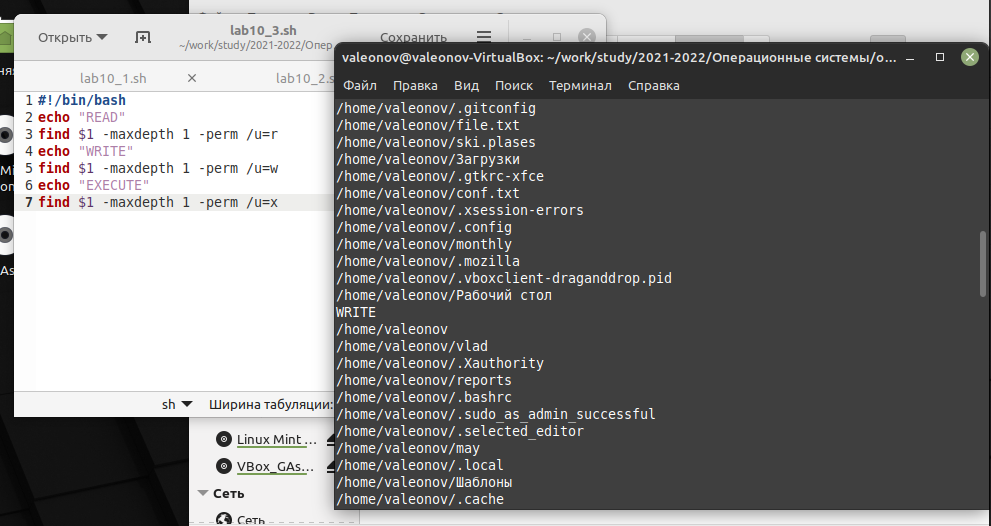 Открыть
lab10_3.sh
~/work/study/2021-2022/Опер
Сохранить
lab10_1.sh
lab10_2.s
1 #!/bin/bash
2 echo "READ"
3 find $1 -maxdepth 1 -perm /u=r
4 echo "WRITE"
5 find $1 -maxdepth 1 -perm /u=w
6 echo "EXECUTE"
7 find $1 -maxdepth 1 -perm /u=x
sh
Ширина табуляции:
Linux Mint ...
VBox_GAs...
Сеть
Сеть
valeonov@valeonov-VirtualBox: ~/work/study/2021-2022/Операционные системы/о...
Файл Правка Вид Поиск Терминал Справка
/home/valeonov/.gitconfig
/home/valeonov/file.txt
/home/valeonov/ski.plases
/home/valeonov/Загрузки
/home/valeonov/.gtkrc-xfce
/home/valeonov/conf.txt
/home/valeonov/.xsession-errors
/home/valeonov/.config
/home/valeonov/monthly
/home/valeonov/.mozilla
/home/valeonov/.vboxclient-draganddrop.pid
/home/valeonov/Рабочий стол
WRITE
/home/valeonov
/home/valeonov/vlad
/home/valeonov/.Xauthority
/home/valeonov/reports
/home/valeonov/.bashrc
/home/valeonov/.sudo_as_admin_successful
/home/valeonov/.selected_editor
/home/valeonov/may
/home/valeonov/.local
/home/valeonov/Шаблоны
/home/valeonov/.cache